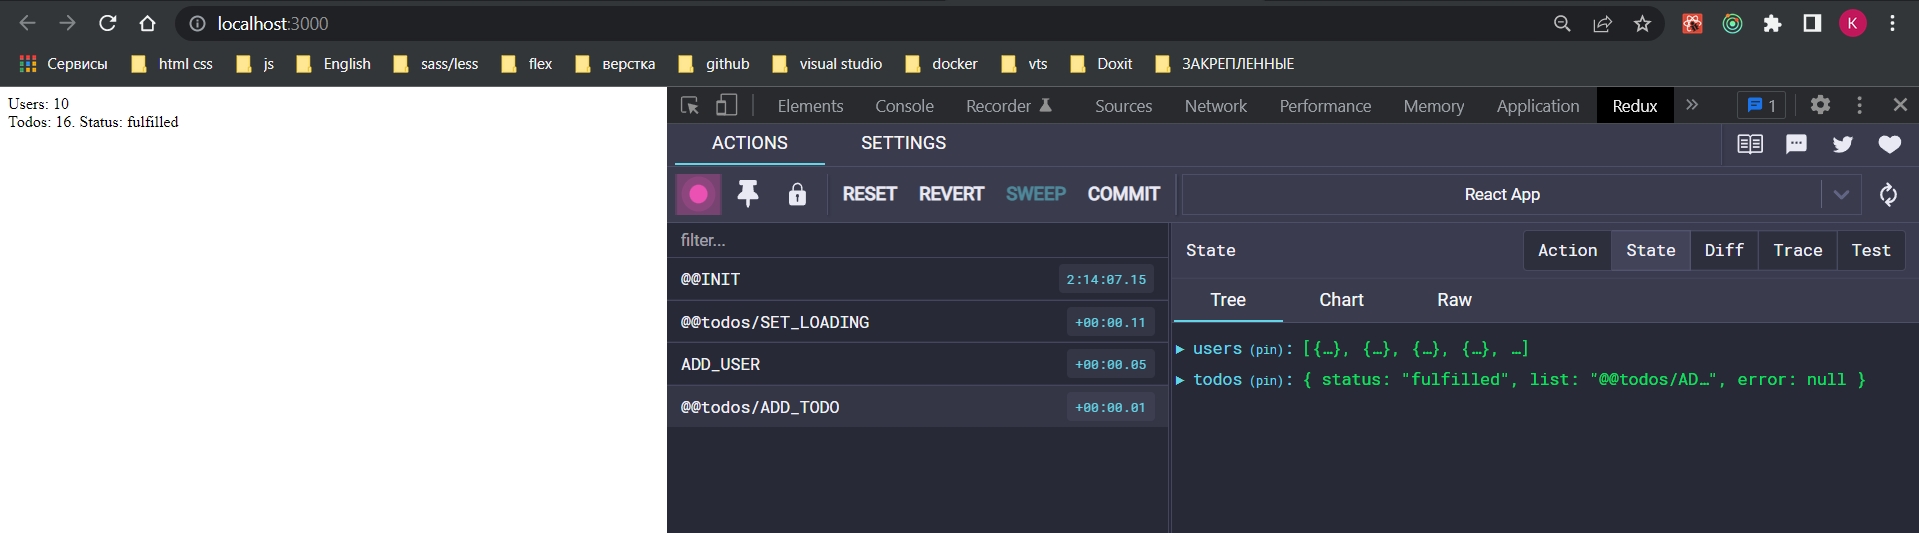 localhost:3000
K
Сервисы html css js English sass/less flex верстка github visual studio docker vts Doxit ЗАКРЕПЛЕННЫЕ
Users: 10
Todos: 16. Status: fulfilled
Elements Console Recorder Sources Network Performance Memory Application Redux » 1
ACTIONS SETTINGS
RESET REVERT SWEEP COMMIT React App
filter...
State Action State Diff Trace Test
@@INIT 2:14:07.15
Tree Chart Raw
@@todos/SET_LOADING +00:00.11
ADD_USER +00:00.05
@@todos/ADD_TODO +00:00.01
users (pin): [{…}, {…}, {…}, {…}, …]
todos (pin): { status: "fulfilled", list: "@@todos/AD…", error: null }